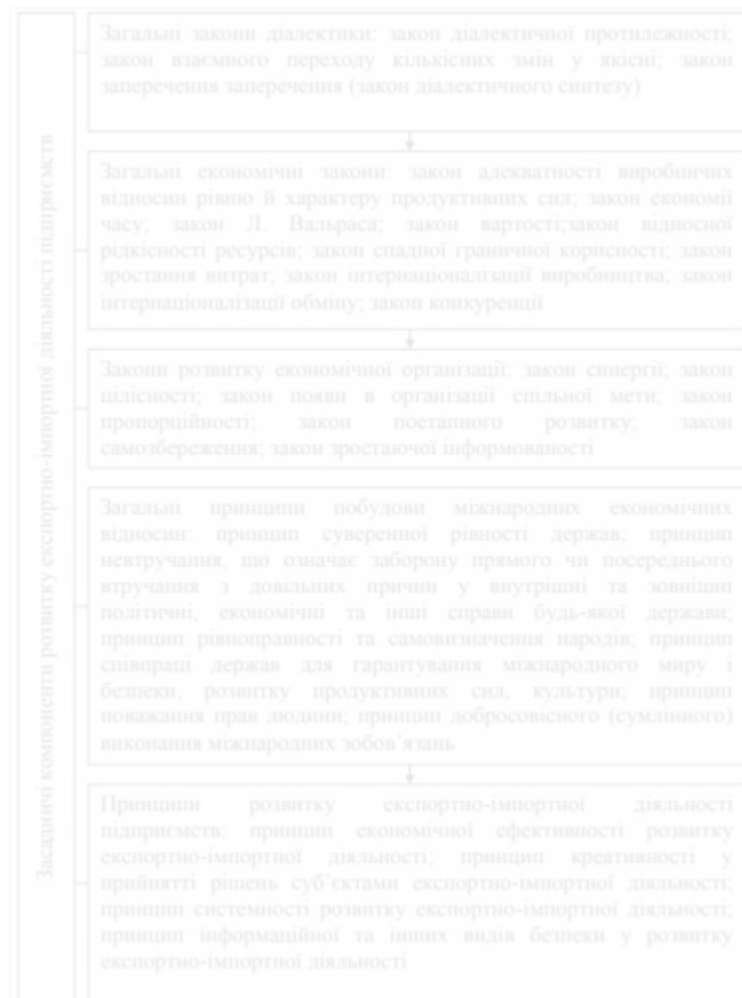 Засадничі компоненти розвитку експортно-імпортної діяльності підприємств
Загальні закони діалектики: закон діалектичної протилежності;
закон взаємного переходу кількісних змін у якісні; закон
заперечення заперечення (закон діалектичного синтезу)
Загальні економічні закони: закон адекватності виробничих
відносин рівню й характеру продуктивних сил; закон економії
часу; закон Л. Вальраса; закон вартості;закон відносної
рідкісності ресурсів; закон спадної граничної корисності; закон
зростання витрат; закон інтернаціоналізації виробництва; закон
інтернаціоналізації обміну; закон конкуренції
Закони розвитку економічної організації: закон синергії; закон
цілісності; закон появи в організації спільної мети; закон
пропорційності; закон поетапного розвитку; закон
самозбереження; закон зростаючої інформованості
Загальні принципи побудови міжнародних економічних
відносин: принцип суверенної рівності держав; принцип
невтручання, що означає заборону прямого чи посереднього
втручання з довільних причин у внутрішні та зовнішні
політичні, економічні та інші справи будь-якої держави;
принцип рівноправності та самовизначення народів; принцип
співпраці держав для гарантування міжнародного миру і
безпеки, розвитку продуктивних сил, культури; принцип
поважання прав людини; принцип добросовісного (сумлінного)
виконання міжнародних зобов’язань
Принципи розвитку експортно-імпортної діяльності
підприємств: принцип економічної ефективності розвитку
експортно-імпортної діяльності; принцип креативності у
прийнятті рішень суб’єктами експортно-імпортної діяльності;
принцип системності розвитку експортно-імпортної діяльності;
принцип інформаційної та інших видів безпеки у розвитку
експортно-імпортної діяльності